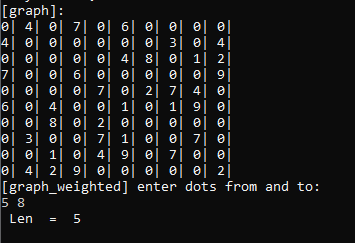 [graph]:
0| 4| 0| 7| 0| 6| 0| 0| 0| 0|
4| 0| 0| 0| 0| 0| 0| 3| 0| 4|
0| 0| 0| 0| 0| 4| 8| 0| 1| 2|
7| 0| 0| 6| 0| 0| 0| 0| 0| 9|
0| 0| 0| 0| 7| 0| 2| 7| 4| 0|
6| 0| 4| 0| 0| 1| 0| 1| 9| 0|
0| 0| 8| 0| 2| 0| 0| 0| 0| 0|
0| 3| 0| 0| 7| 1| 0| 0| 7| 0|
0| 0| 1| 0| 4| 9| 0| 7| 0| 0|
0| 4| 2| 9| 0| 0| 0| 0| 0| 2|
[graph_weighted] enter dots from and to:
5 8
Len = 5